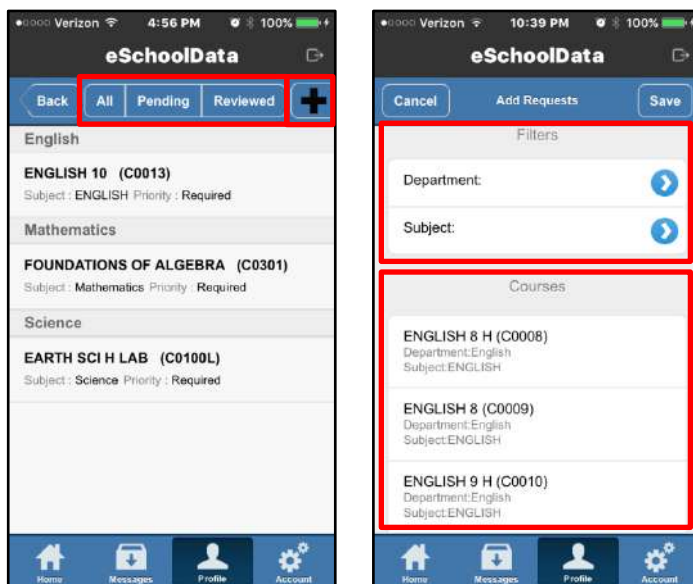 Verizon 4:56 PM 100%
eSchoolData
Back All Pending Reviewed
English
ENGLISH 10 (C0013)
Subject : ENGLISH Priority : Required
Mathematics
FOUNDATIONS OF ALGEBRA (C0301)
Subject : Mathematics Priority : Required
Science
EARTH SCI H LAB (C0100L)
Subject : Science Priority : Required
Home Messages Profile Account
Verizon 10:39 PM 100%
eSchoolData
Cancel Add Requests Save
Filters
Department:
Subject:
Courses
ENGLISH 8 H (C0008)
Department:English
Subject:ENGLISH
ENGLISH 8 (C0009)
Department:English
Subject:ENGLISH
ENGLISH 9 H (C0010)
Department:English
Subject:ENGLISH
Home Messages Profile Account